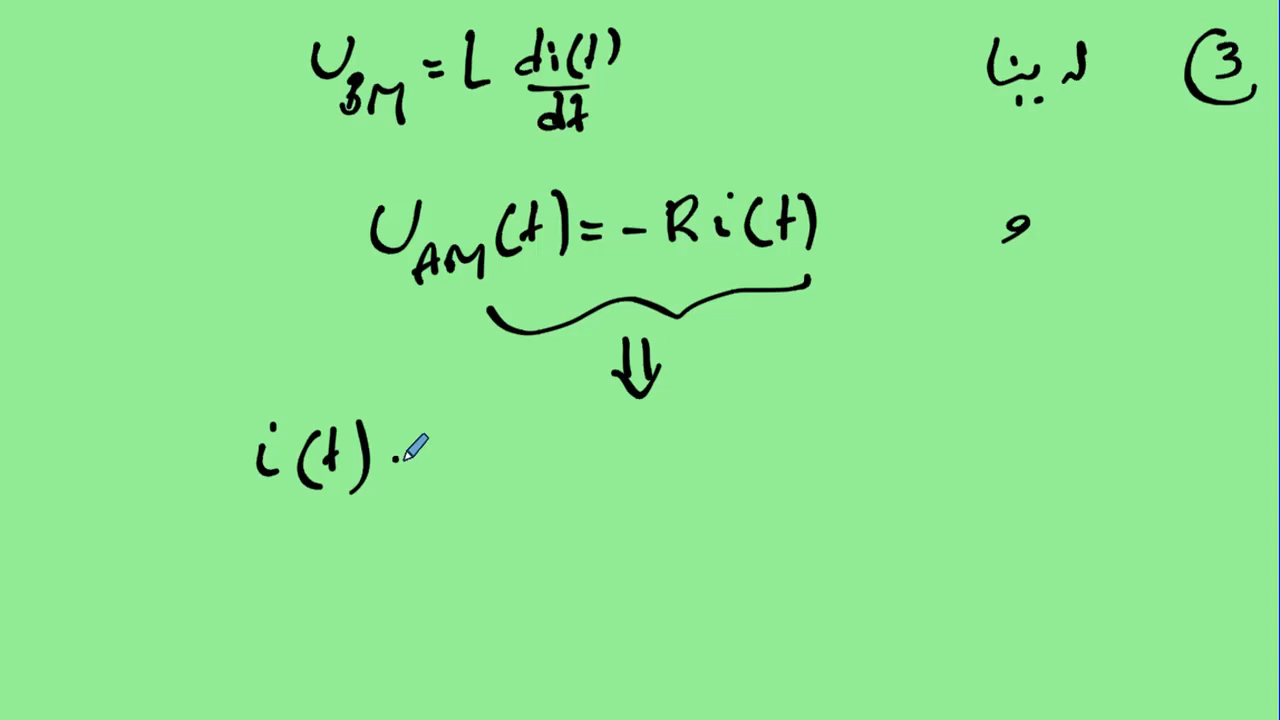 ③ لدينا U_BM = L di(t)/dt
و U_AM(t) = -R i(t)
⇓
i(t)